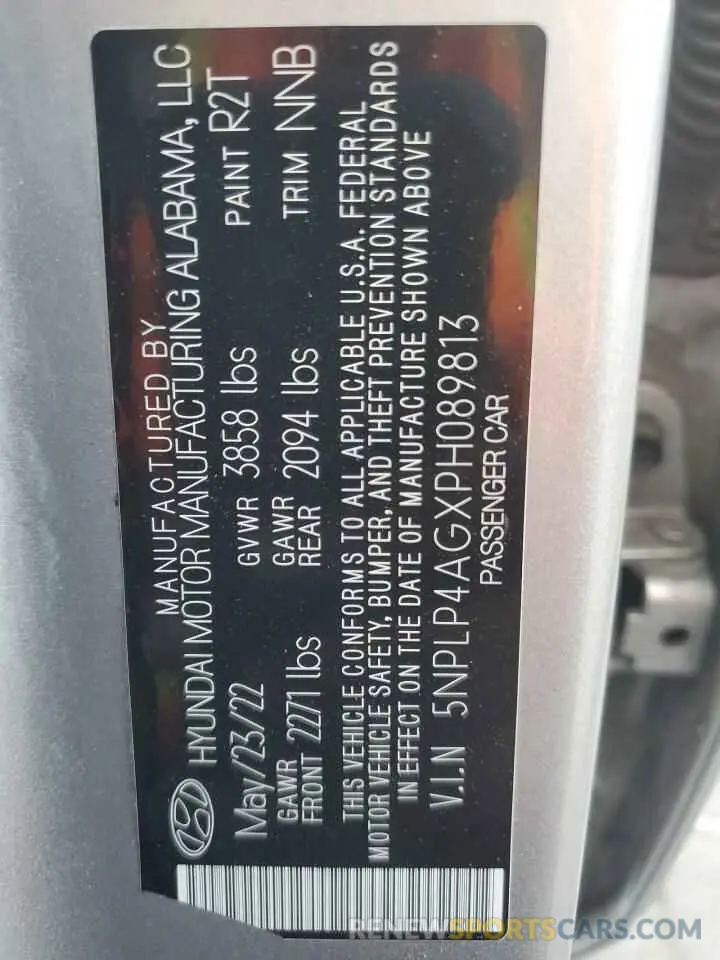 MANUFACTURED BY
HYUNDAI MOTOR MANUFACTURING ALABAMA, LLC
May/23/22 GVWR 3858 lbs PAINT R2T
GAWR FRONT 2271 lbs GAWR REAR 2094 lbs TRIM NNB
THIS VEHICLE CONFORMS TO ALL APPLICABLE U.S.A. FEDERAL
MOTOR VEHICLE SAFETY, BUMPER, AND THEFT PREVENTION STANDARDS
IN EFFECT ON THE DATE OF MANUFACTURE SHOWN ABOVE
V.I.N 5NPLP4AGXPH089813
PASSENGER CAR
RENEWSPORTSCARS.COM